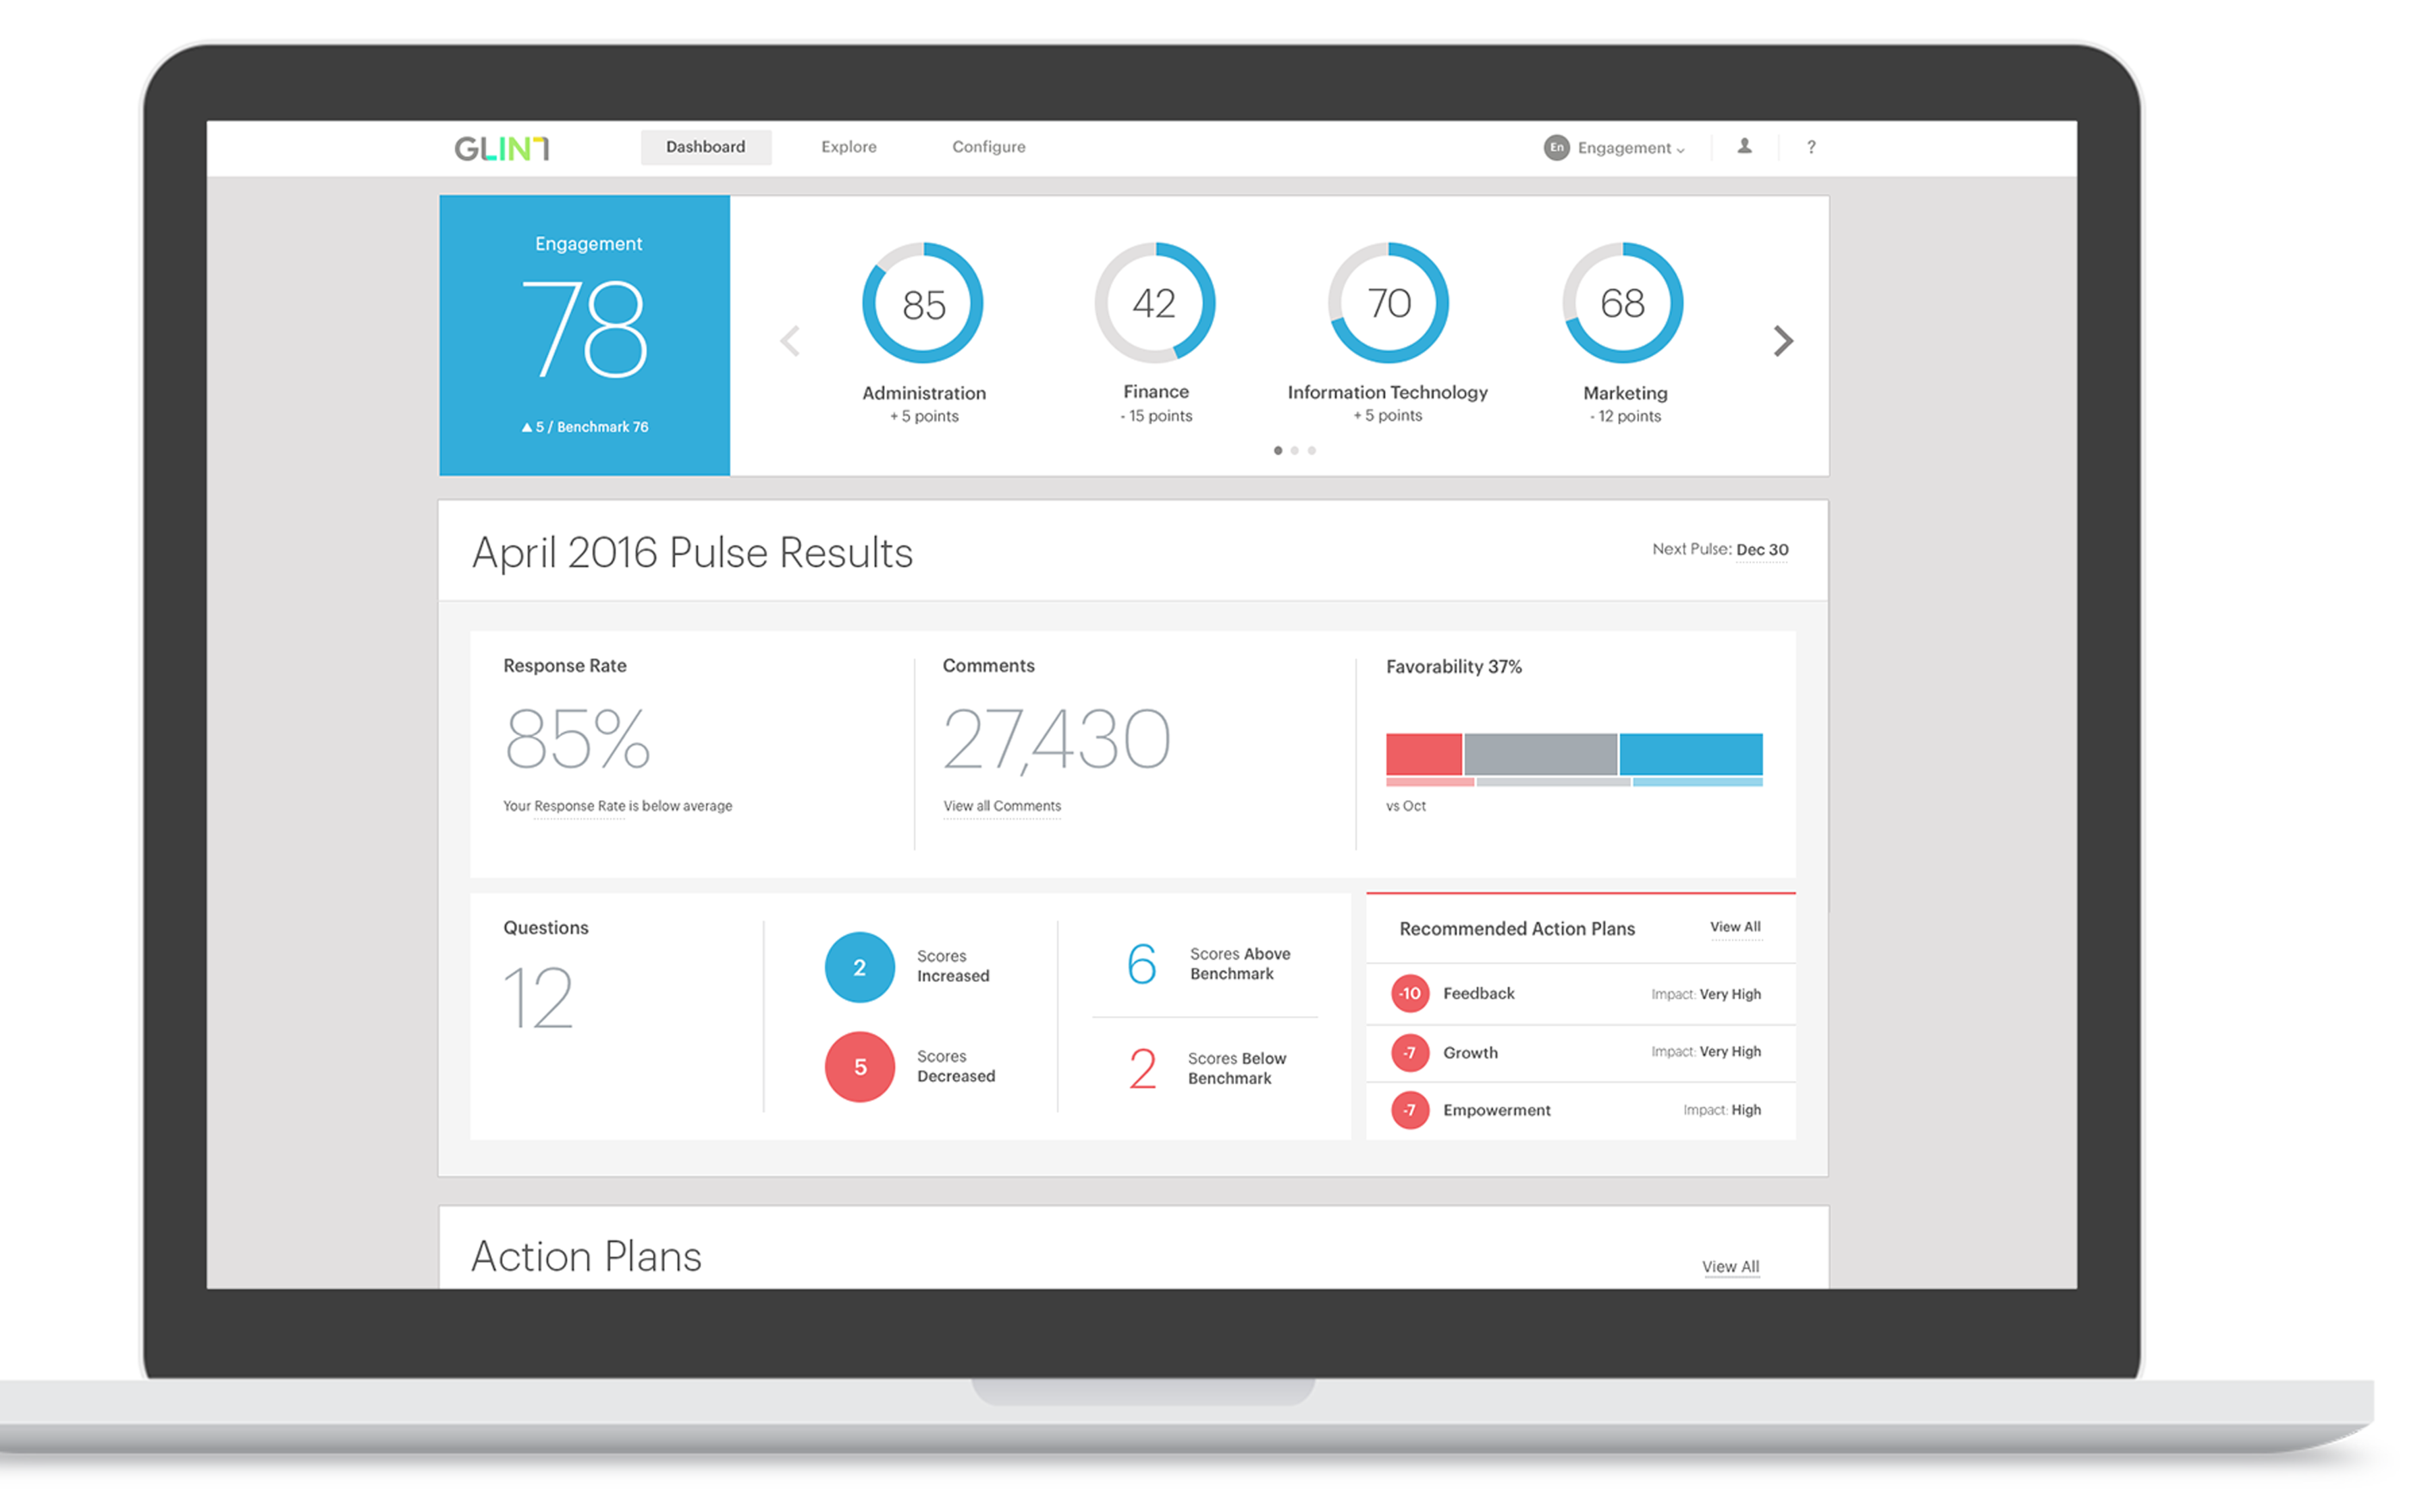 GLINT
Dashboard
Explore
Configure
En
Engagement
?
Engagement
78
▲ 5 / Benchmark 76
85
Administration
+ 5 points
42
Finance
- 15 points
70
Information Technology
+ 5 points
68
Marketing
- 12 points
April 2016 Pulse Results
Next Pulse: Dec 30
Response Rate
85%
Your Response Rate is below average
Comments
27,430
View all Comments
Favorability 37%
vs Oct
Questions
12
2
Scores
Increased
5
Scores
Decreased
6
Scores Above
Benchmark
2
Scores Below
Benchmark
Recommended Action Plans
View All
-10
Feedback
Impact: Very High
-7
Growth
Impact: Very High
-7
Empowerment
Impact: High
Action Plans
View All